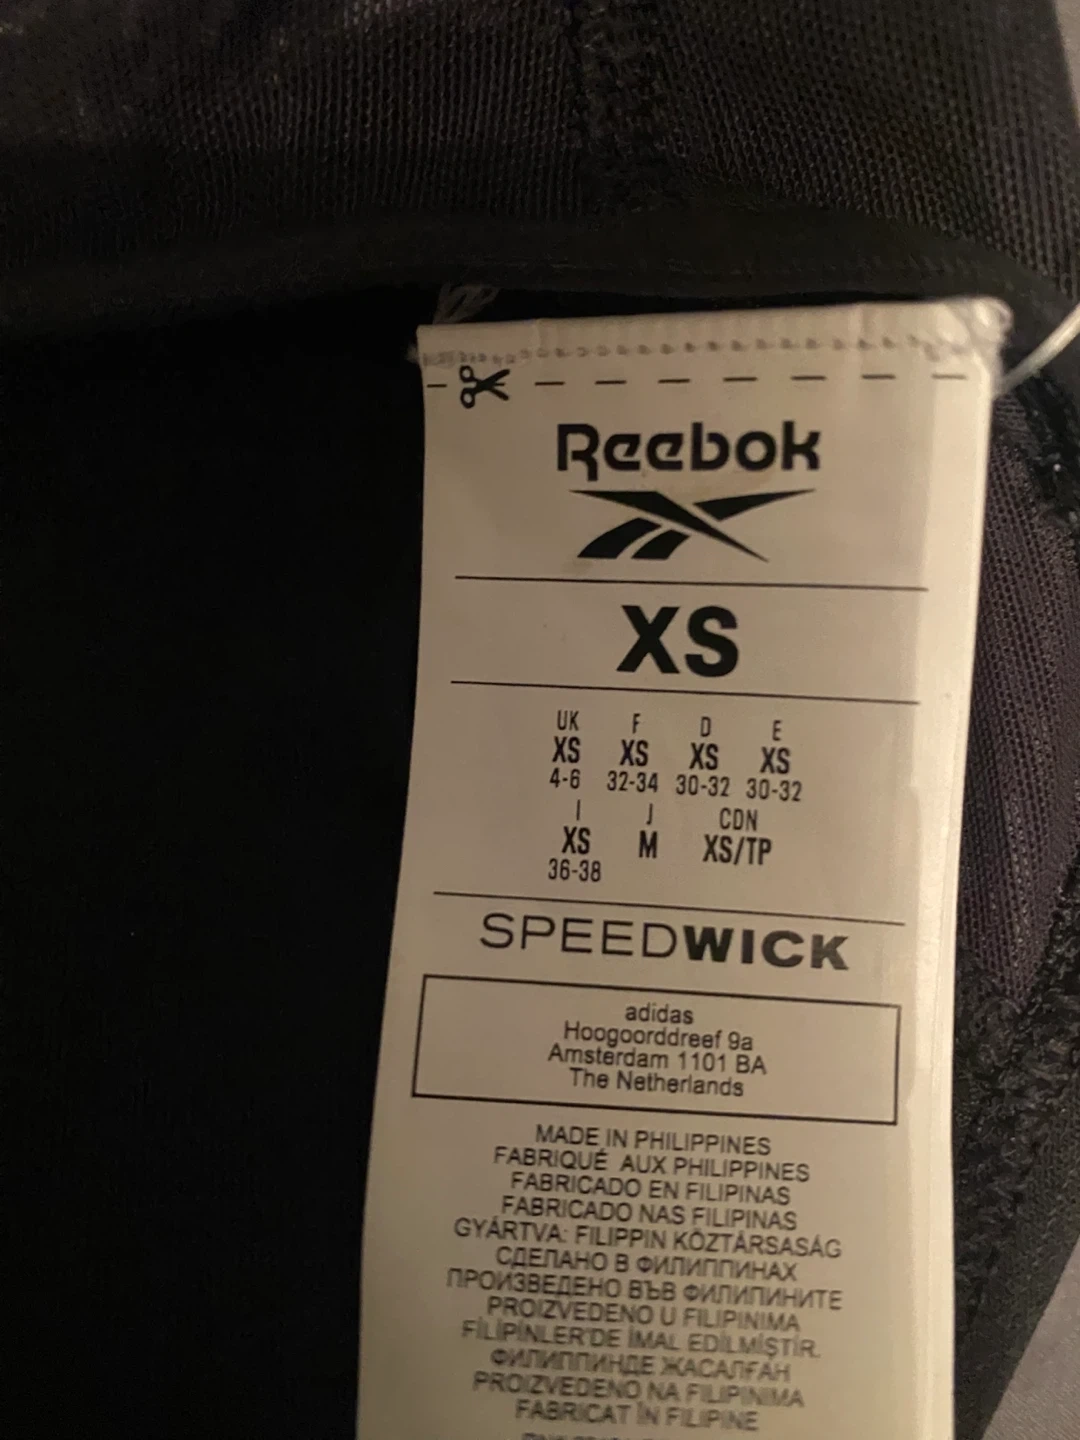 Reebok
XS
UK F D E
XS XS XS XS
4-6 32-34 30-32 30-32
I J CDN
XS M XS/TP
36-38
SPEEDWICK
adidas
Hoogoorddreef 9a
Amsterdam 1101 BA
The Netherlands
MADE IN PHILIPPINES
FABRIQUÉ AUX PHILIPPINES
FABRICADO EN FILIPINAS
FABRICADO NAS FILIPINAS
GYÁRTVA: FILIPPIN KÖZTÁRSASÁG
СДЕЛАНО В ФИЛИППИНАХ
ПРОИЗВЕДЕНО ВЪВ ФИЛИПИНИТЕ
PROIZVEDENO U FILIPINIMA
FİLİPİNLER'DE İMAL EDİLMİŞTİR.
ФИЛИППИНДЕ ЖАСАЛҒАН
PROIZVEDENO NA FILIPINIMA
FABRICAT ÎN FILIPINE